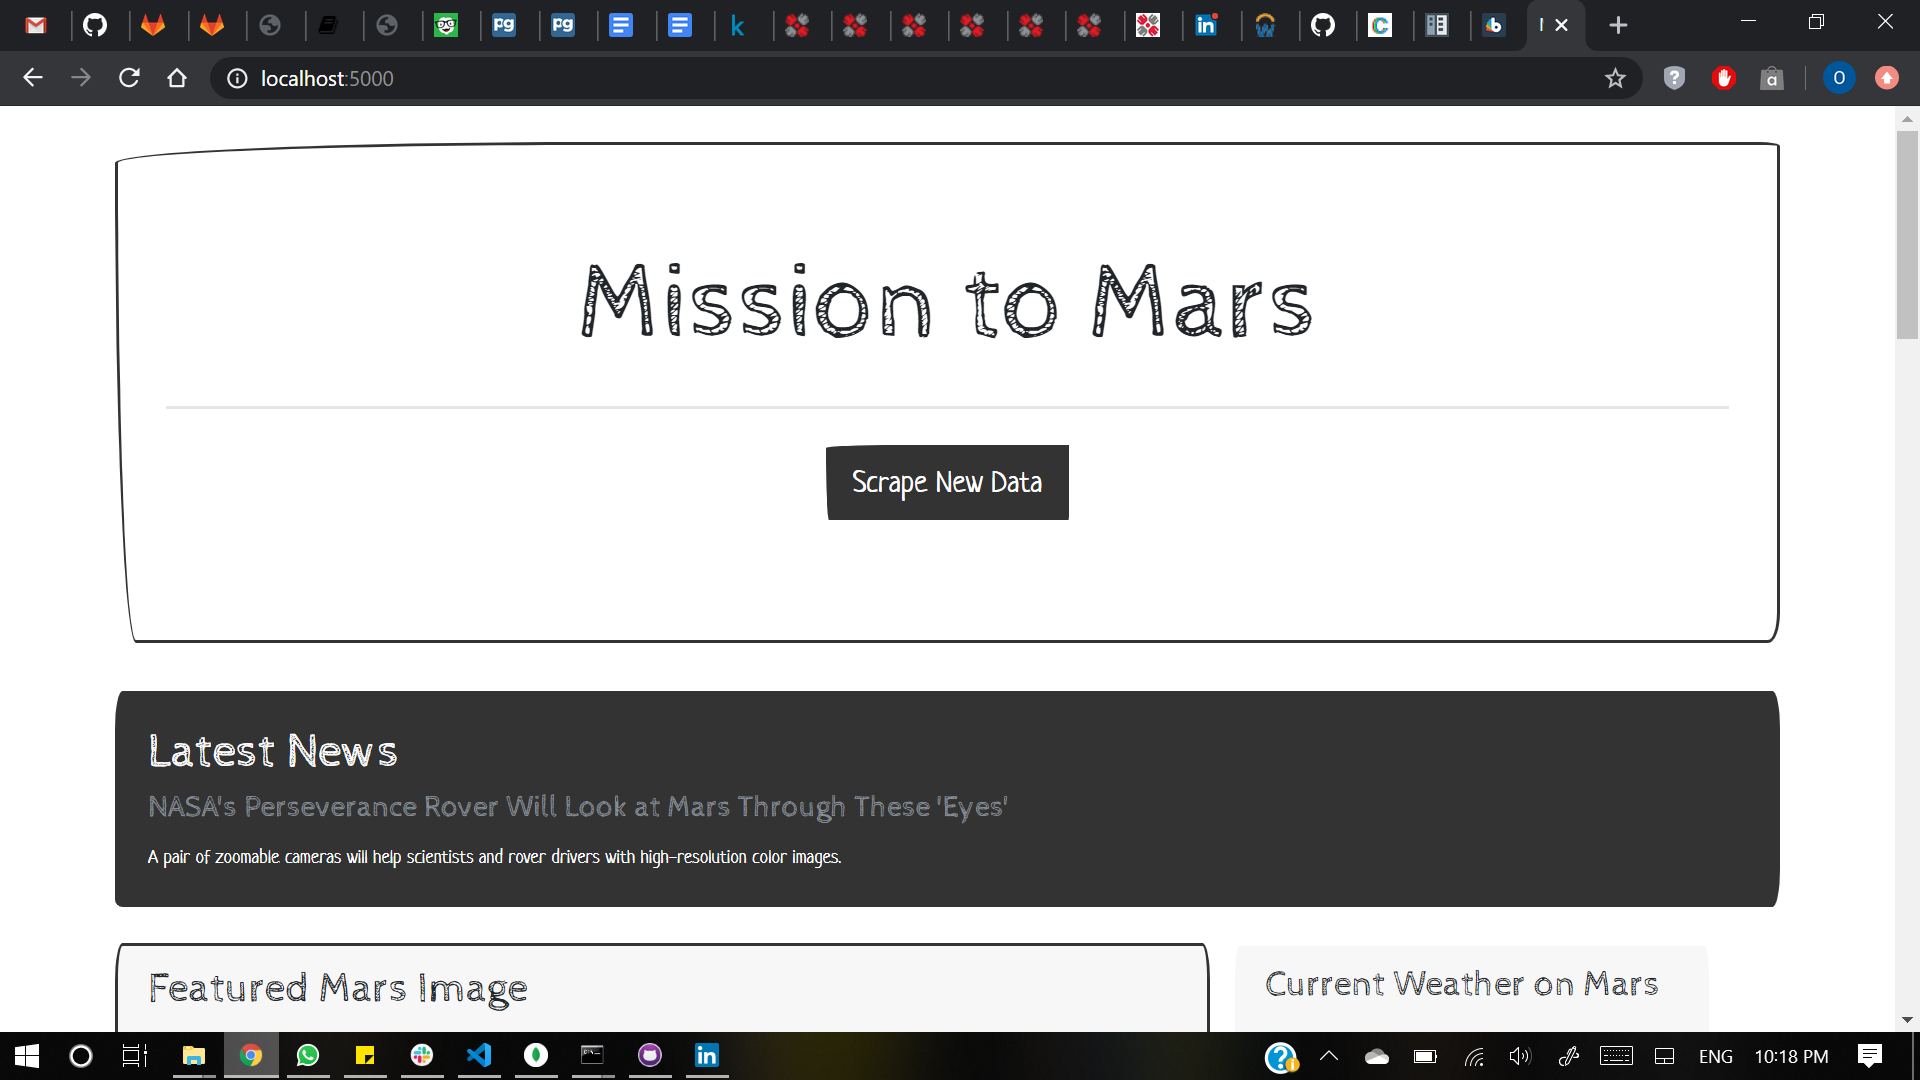 localhost:5000
O
Mission to Mars
Scrape New Data
Latest News
NASA's Perseverance Rover Will Look at Mars Through These 'Eyes'
A pair of zoomable cameras will help scientists and rover drivers with high-resolution color images.
Featured Mars Image
Current Weather on Mars
ENG
10:18 PM